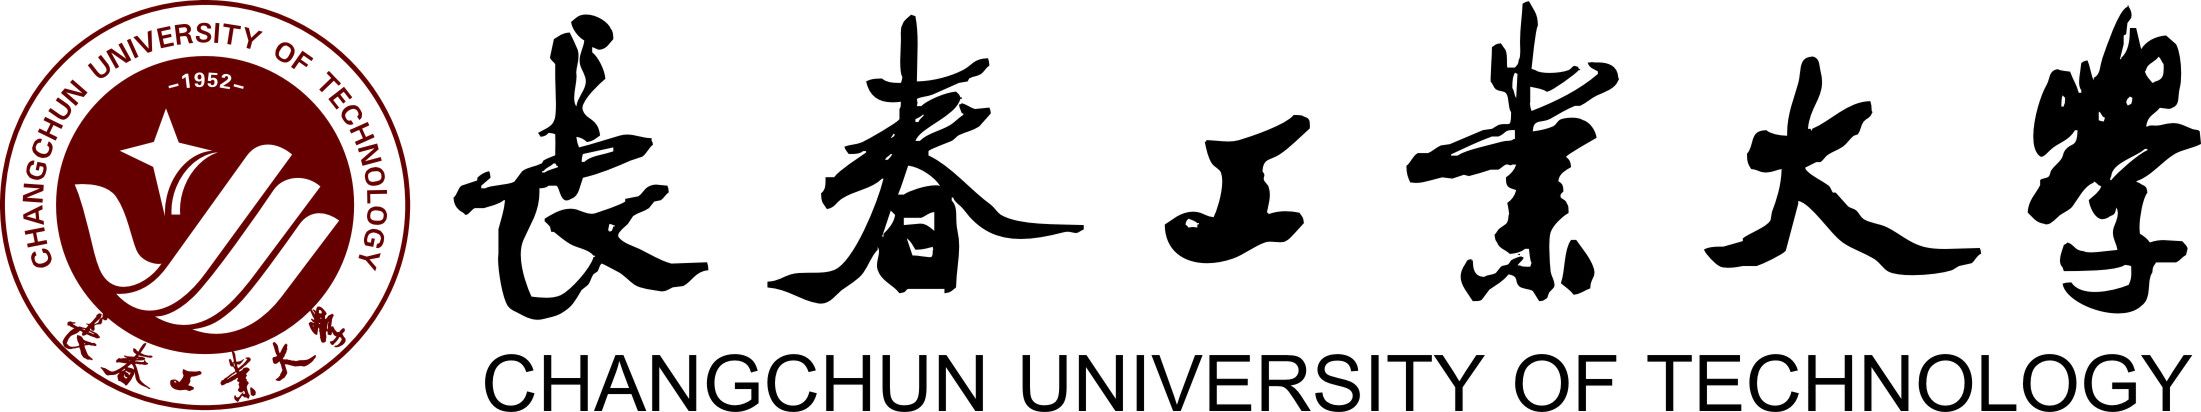 CHANGCHUN UNIVERSITY OF TECHNOLOGY
-1952-
長春工業大學
長春工業大學
CHANGCHUN UNIVERSITY OF TECHNOLOGY